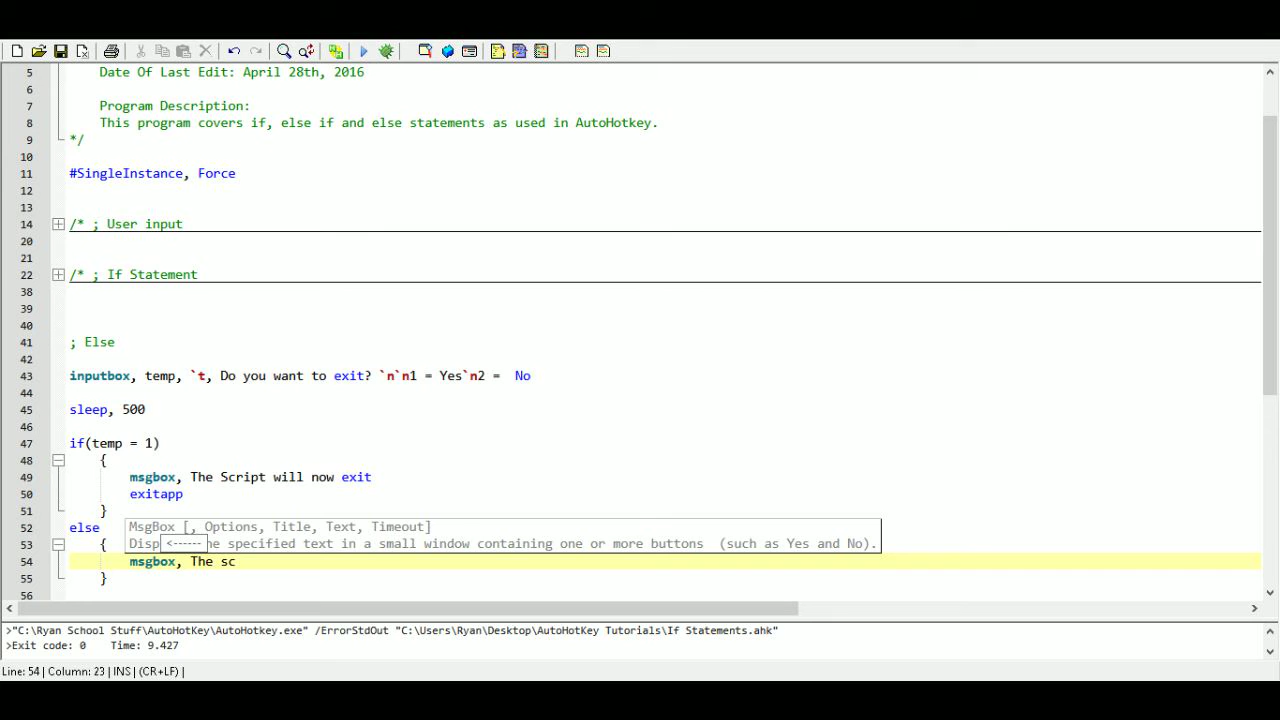 5 Date Of Last Edit: April 28th, 2016
6
7 Program Description:
8 This program covers if, else if and else statements as used in AutoHotkey.
9 */
10
11 #SingleInstance, Force
12
13
14 /* ; User input
20
21
22 /* ; If Statement
38
39
40
41 ; Else
42
43 inputbox, temp, `t, Do you want to exit? `n`n1 = Yes`n2 =  No
44
45 sleep, 500
46
47 if(temp = 1)
48 {
49 msgbox, The Script will now exit
50 exitapp
51 }
52 else
MsgBox [, Options, Title, Text, Timeout]
53 {
<------
he specified text in a small window containing one or more buttons  (such as Yes and No).
54 msgbox, The sc
55 }
56
>"C:\Ryan School Stuff\AutoHotKey\AutoHotkey.exe" /ErrorStdOut "C:\Users\Ryan\Desktop\AutoHotKey Tutorials\If Statements.ahk"
>Exit code: 0    Time: 9.427
Line: 54 | Column: 23 | INS | (CR+LF) |